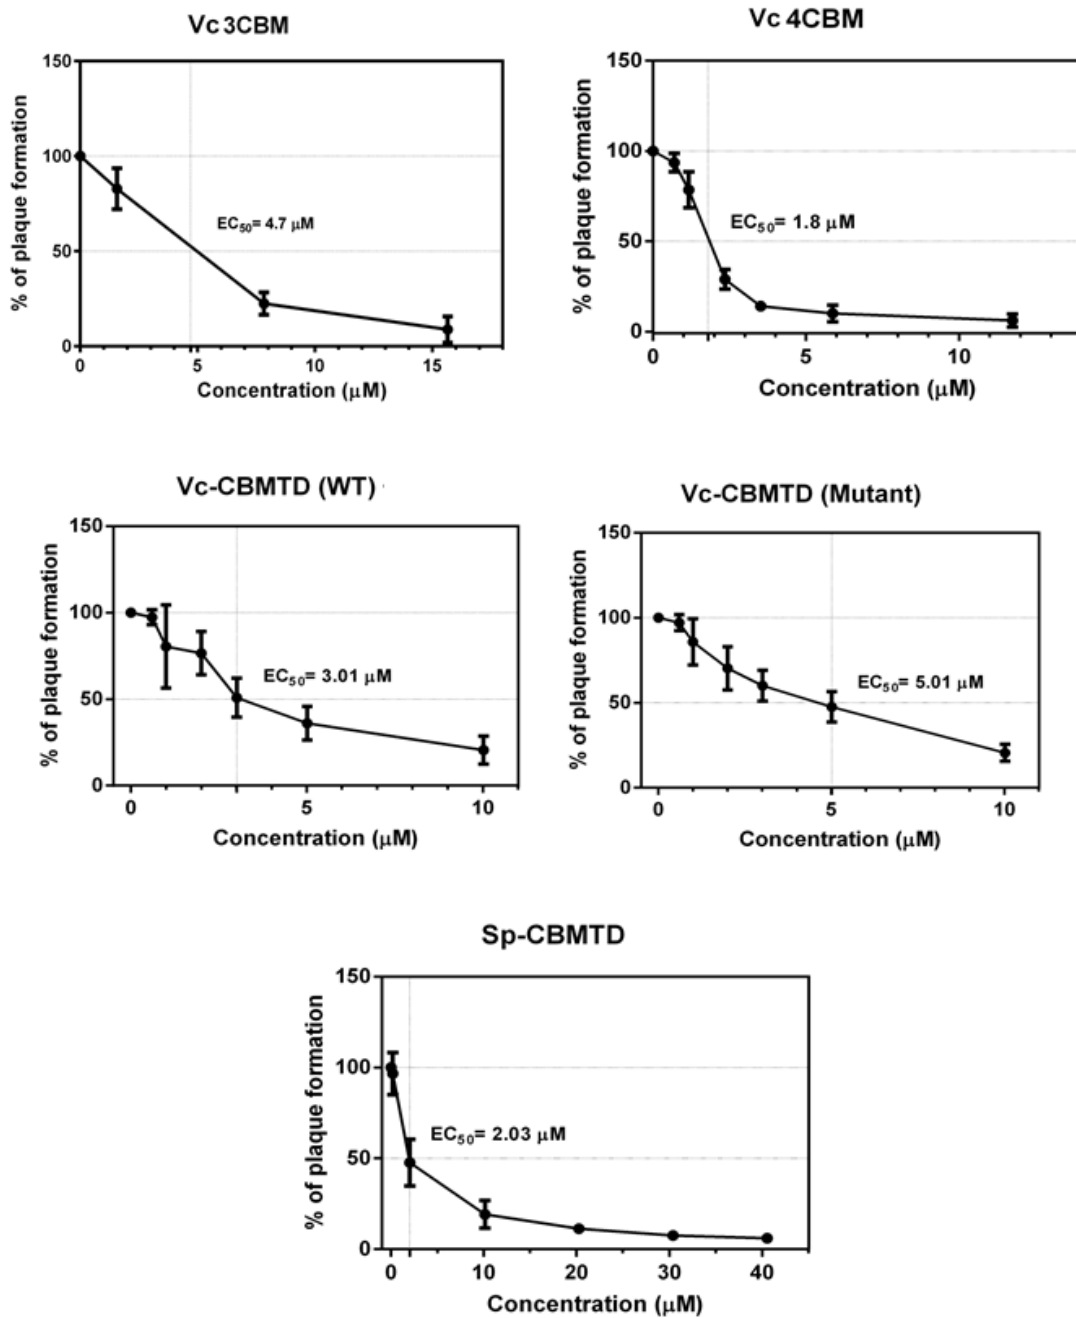 Vc 3CBM
% of plaque formation
150
100
50
0
EC50= 4.7 μM
0 5 10 15
Concentration (μM)
Vc 4CBM
% of plaque formation
150
100
50
0
EC50= 1.8 μM
0 5 10
Concentration (μM)
Vc-CBMTD (WT)
% of plaque formation
150
100
50
0
EC50= 3.01 μM
0 5 10
Concentration (μM)
Vc-CBMTD (Mutant)
% of plaque formation
150
100
50
0
EC50= 5.01 μM
0 5 10
Concentration (μM)
Sp-CBMTD
% of plaque formation
150
100
50
0
EC50= 2.03 μM
0 10 20 30 40
Concentration (μM)